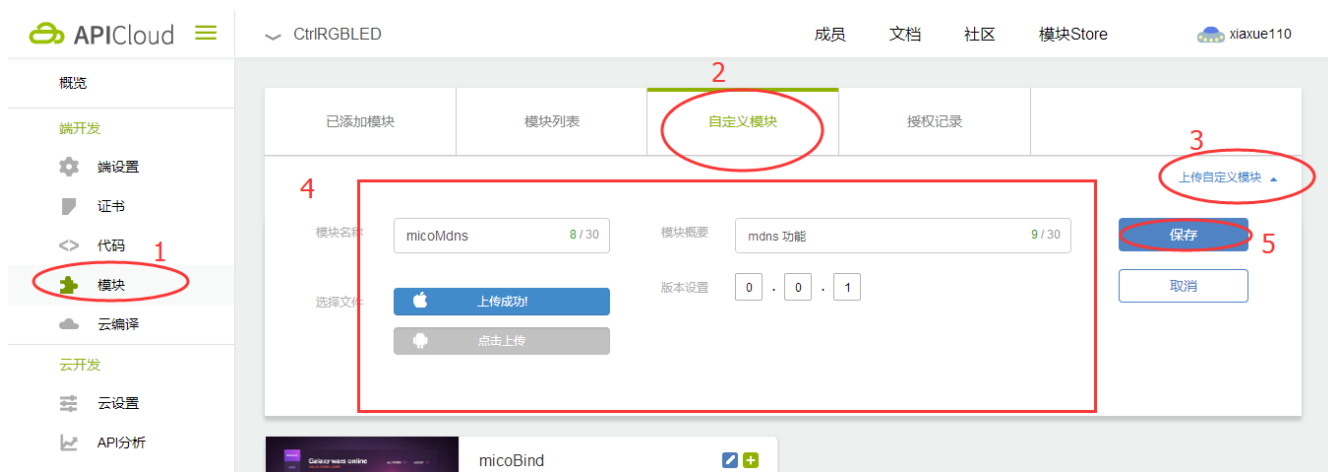 APICloud
CtrlRGBLED
成员
文档
社区
模块Store
xiaxue110
概览
端开发
端设置
证书
代码
1
模块
云编译
云开发
云设置
API分析
2
已添加模块
模块列表
自定义模块
授权记录
3
上传自定义模块
4
模块名称
micoMdns
8 / 30
模块概要
mdns 功能
9 / 30
保存
5
选择文件
上传成功!
版本设置
0 . 0 . 1
取消
点击上传
Galaxy wars online
micoBind